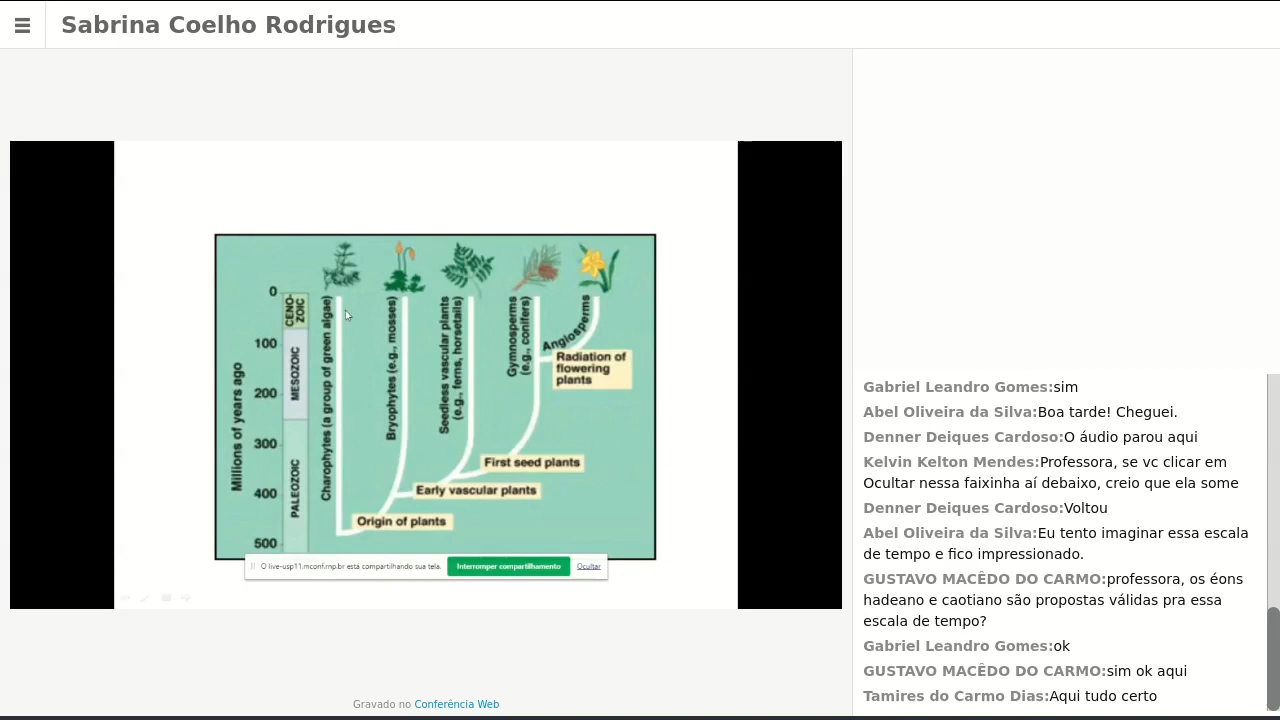 Sabrina Coelho Rodrigues
0
100
200
300
400
500
Millions of years ago
CENO-
ZOIC
MESOZOIC
PALEOZOIC
Charophytes (a group of green algae)
Bryophytes (e.g., mosses)
Seedless vascular plants
(e.g., ferns, horsetails)
Gymnosperms
(e.g., conifers)
Angiosperms
Radiation of
flowering
plants
First seed plants
Early vascular plants
Origin of plants
O live-usp11.mconf.rnp.br está compartilhando sua tela.
Interromper compartilhamento
Ocultar
Gravado no Conferência Web
Gabriel Leandro Gomes:sim
Abel Oliveira da Silva:Boa tarde! Cheguei.
Denner Deiques Cardoso:O áudio parou aqui
Kelvin Kelton Mendes:Professora, se vc clicar em
Ocultar nessa faixinha aí debaixo, creio que ela some
Denner Deiques Cardoso:Voltou
Abel Oliveira da Silva:Eu tento imaginar essa escala
de tempo e fico impressionado.
GUSTAVO MACÊDO DO CARMO:professora, os éons
hadeano e caotiano são propostas válidas pra essa
escala de tempo?
Gabriel Leandro Gomes:ok
GUSTAVO MACÊDO DO CARMO:sim ok aqui
Tamires do Carmo Dias:Aqui tudo certo